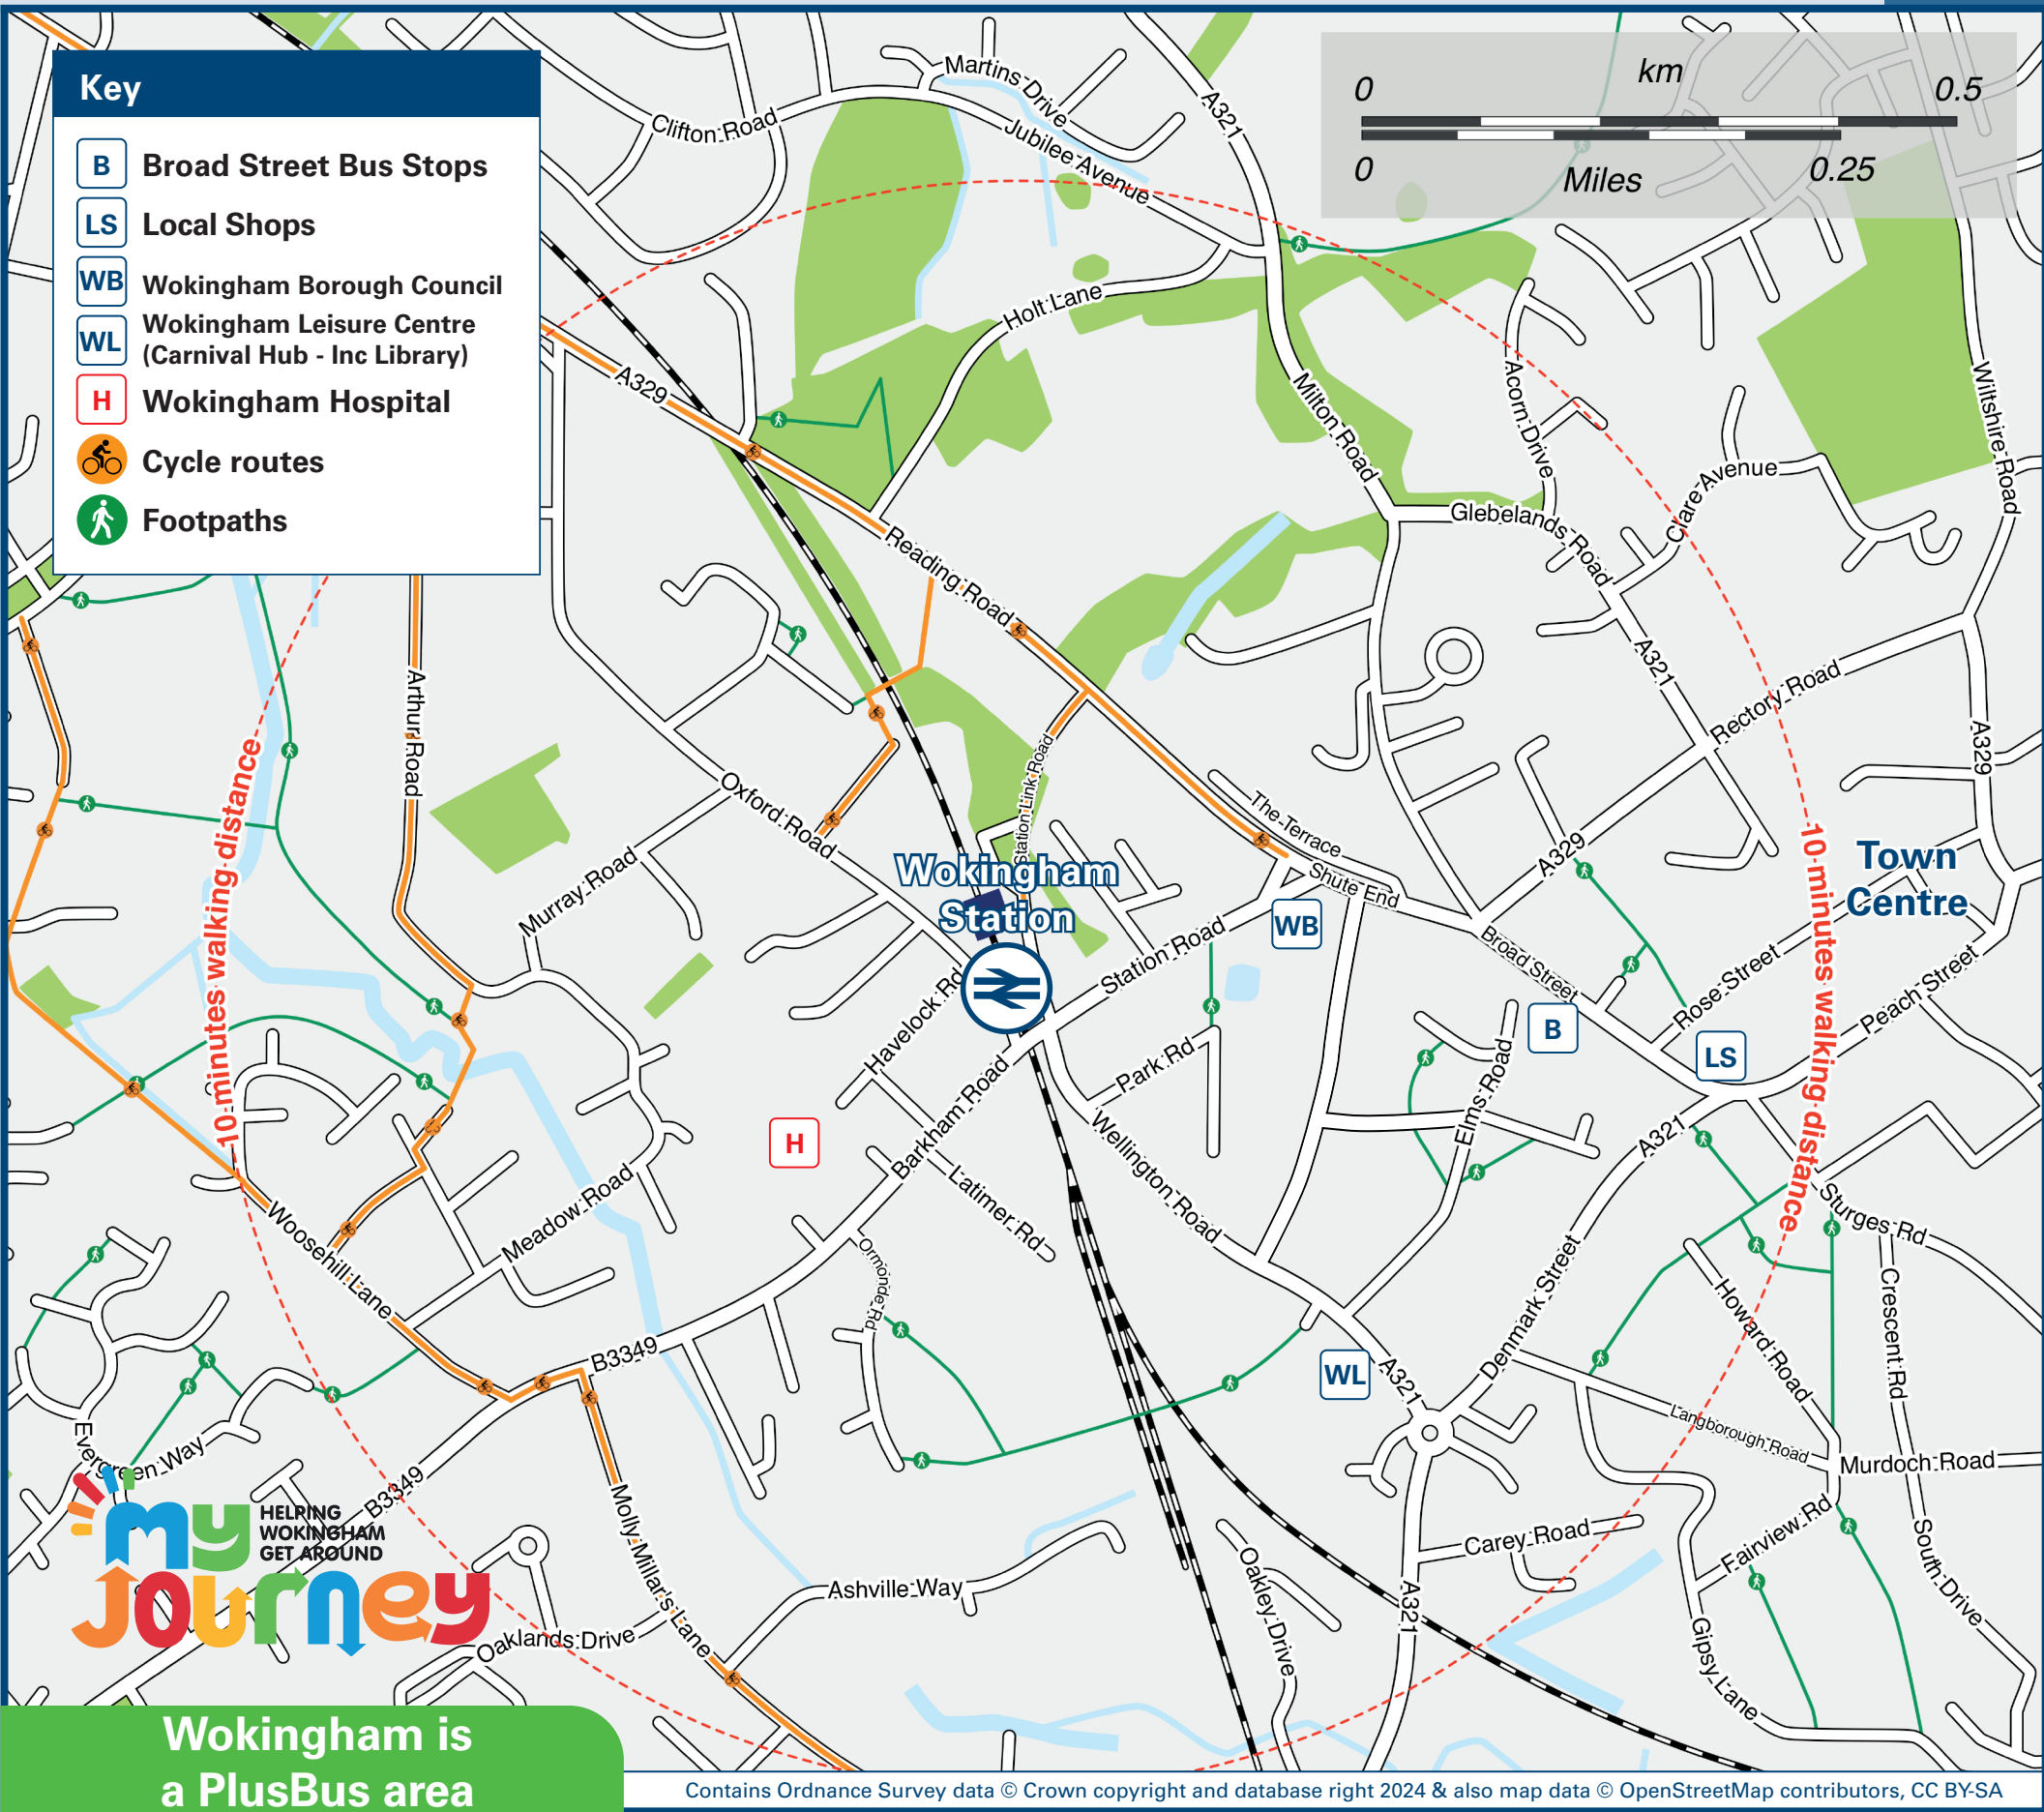 Key
B Broad Street Bus Stops
LS Local Shops
WB Wokingham Borough Council
WL Wokingham Leisure Centre
(Carnival Hub - Inc Library)
H Wokingham Hospital
Cycle routes
Footpaths
km
0 0.5
0 0.25
Miles
Martins Drive
A321
Clifton Road
Jubilee Avenue
Holt Lane
A329
Milton Road
Acorn Drive
Wiltshire Road
Clare Avenue
Glebelands Road
Reading Road
A321
Rectory Road
Arthur Road
A329
Station Link Road
10 minutes walking distance
Oxford Road
The Terrace
A329
10 minutes walking distance
Town
Centre
Murray Road
Wokingham
Station
Shute End
WB
Station Road
Broad Street
Rose Street
Peach Street
B
LS
Havelock Rd
Park Rd
Elms Road
H
Barkham Road
Wellington Road
A321
Latimer Rd
Meadow Road
Woosehill Lane
Sturges Rd
Ormonde Rd
Denmark Street
Howard Road
Crescent Rd
B3349
WL
A321
Langborough Road
Murdoch Road
Evergreen Way
B3349
Molly Millar's Lane
Carey Road
Fairview Rd
South Drive
Oakley Drive
Ashville Way
A321
Gipsy Lane
Oaklands Drive
my
JOURNEY
HELPING
WOKINGHAM
GET AROUND
Wokingham is
a PlusBus area
Contains Ordnance Survey data © Crown copyright and database right 2024 & also map data © OpenStreetMap contributors, CC BY-SA